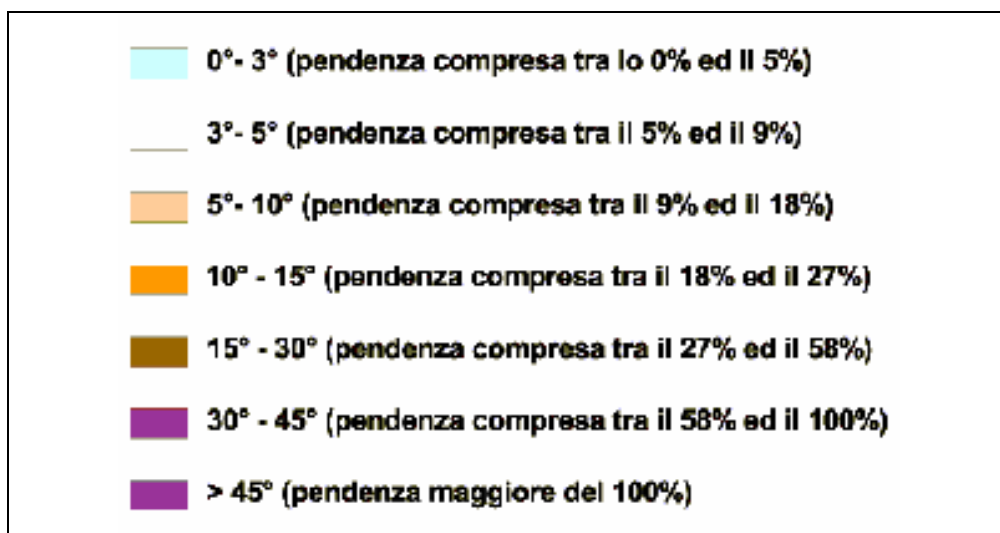 0°- 3° (pendenza compresa tra lo 0% ed il 5%)
3°- 5° (pendenza compresa tra il 5% ed il 9%)
5°- 10° (pendenza compresa tra il 9% ed il 18%)
10° - 15° (pendenza compresa tra il 18% ed il 27%)
15° - 30° (pendenza compresa tra il 27% ed il 58%)
30° - 45° (pendenza compresa tra il 58% ed il 100%)
> 45° (pendenza maggiore del 100%)